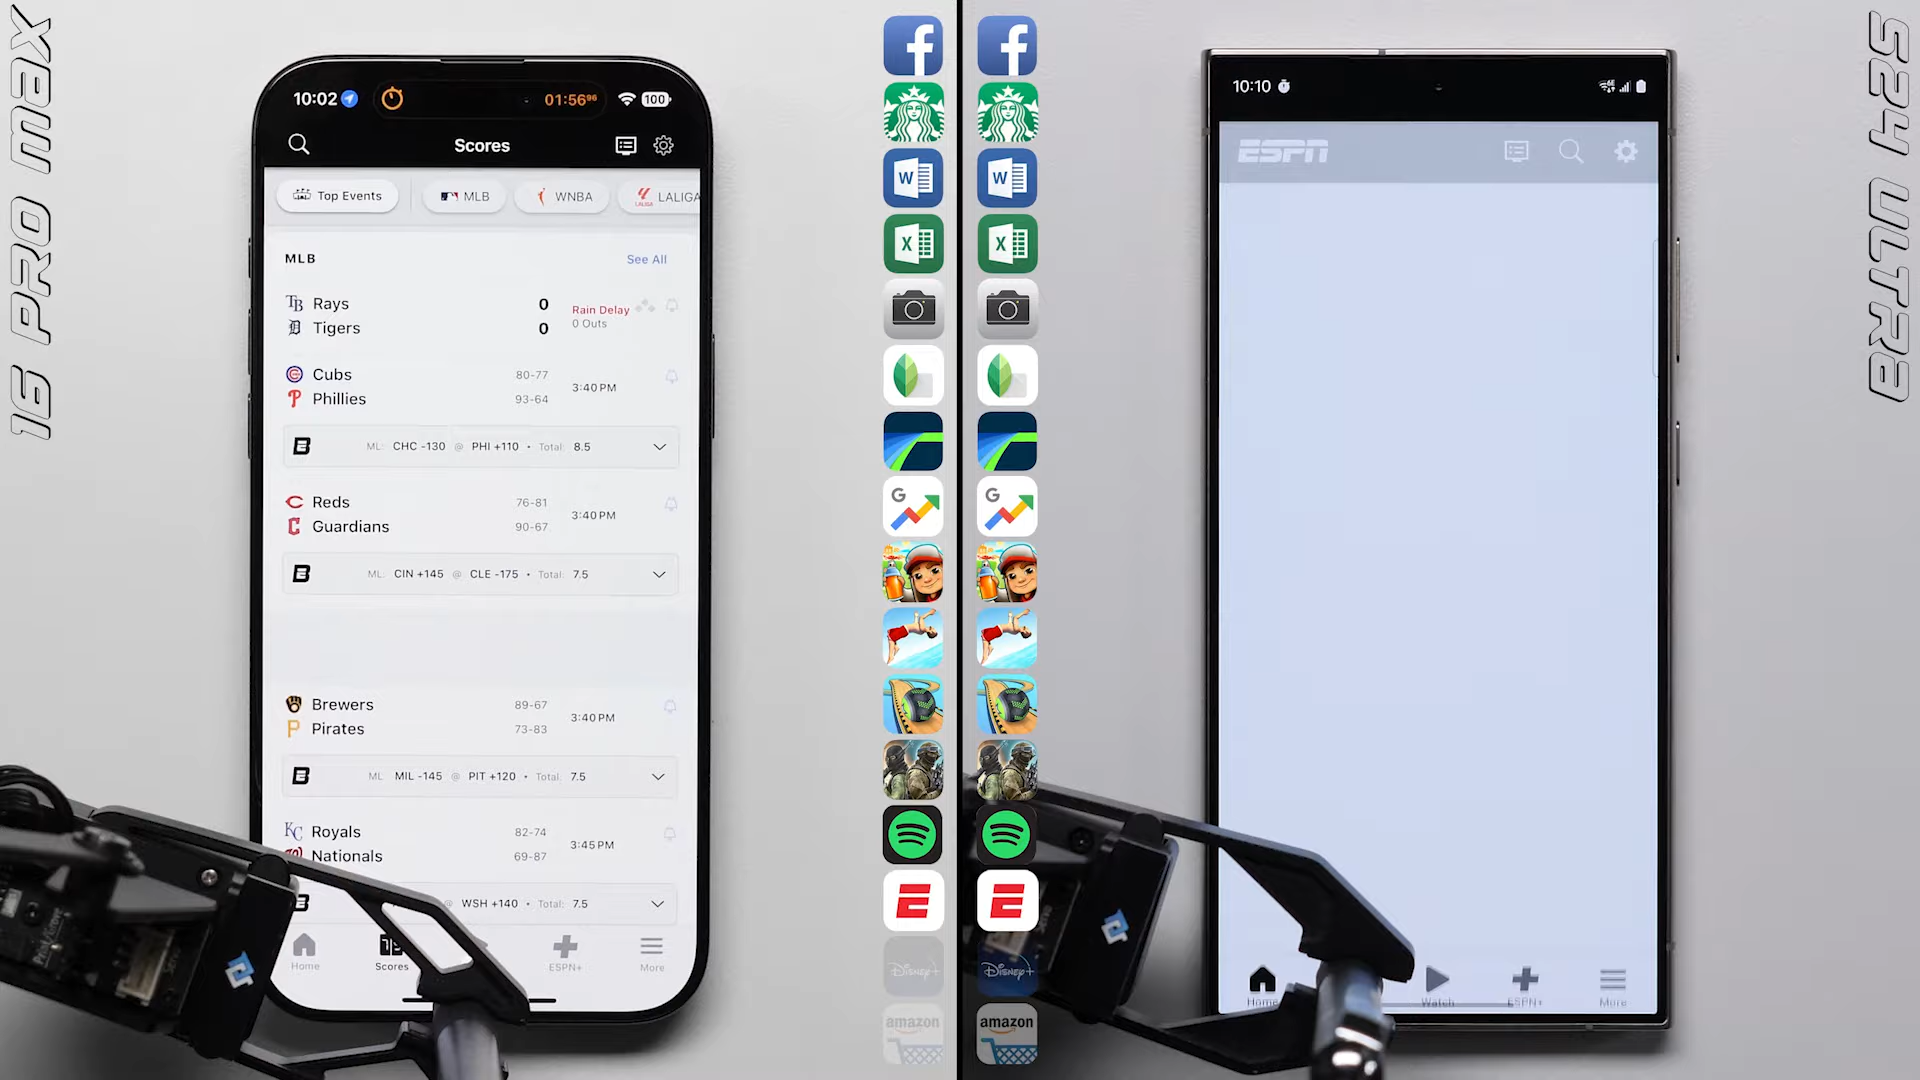 16 PRO MAX
10:02
01:56⁹⁶
100
Scores
Top Events
MLB
WNBA
LALIGA
MLB
See All
Rays 0
Rain Delay
Tigers 0
0 Outs
Cubs 80-77
3:40 PM
Phillies 93-64
ML: CHC -130 @ PHI +110 • Total: 8.5
Reds 76-81
3:40 PM
Guardians 90-67
ML: CIN +145 @ CLE -175 • Total: 7.5
Brewers 89-67
3:40 PM
Pirates 73-83
ML: MIL -145 @ PIT +120 • Total: 7.5
Royals 82-74
3:45 PM
Nationals 69-87
@ WSH +140 • Total: 7.5
Home
Scores
ESPN+
More
Disney+
amazon
Disney+
amazon
S24 ULTRA
10:10
ESPN
Home
Watch
ESPN+
More